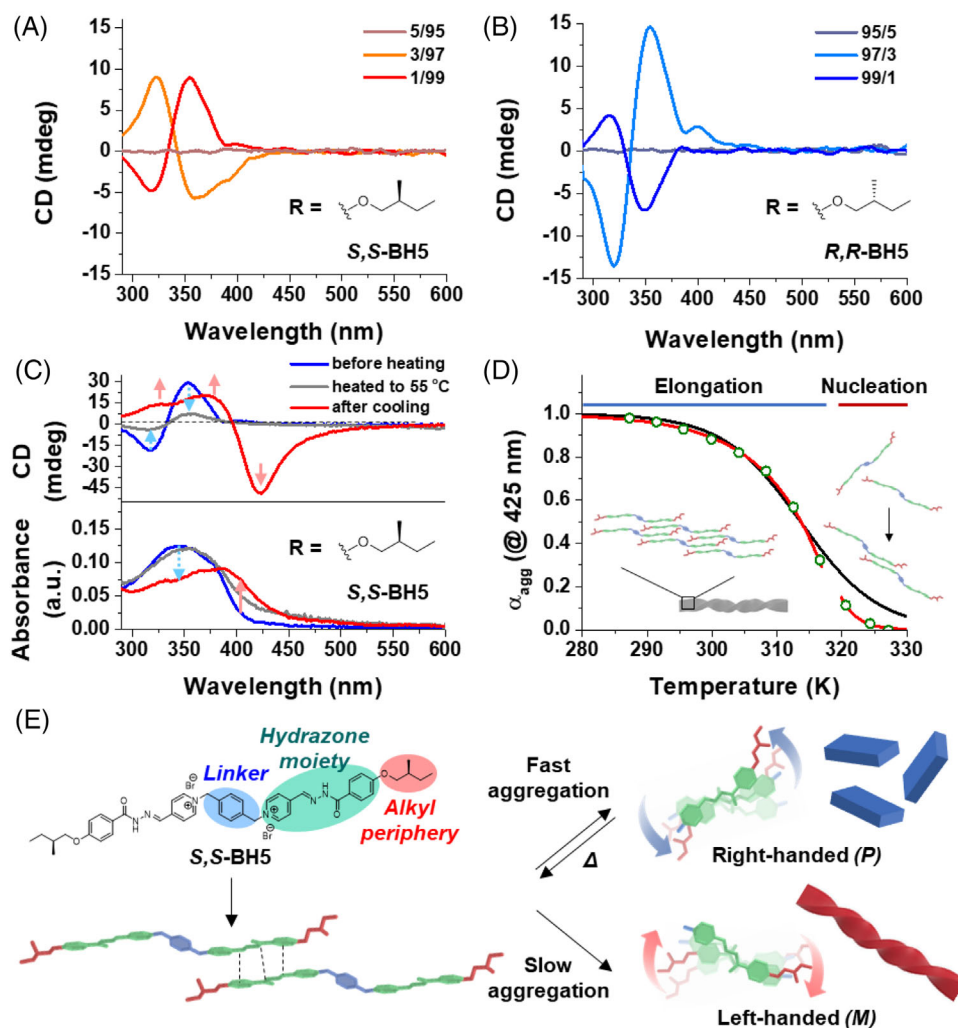 (A)
15
10
5
0
-5
-10
-15
CD (mdeg)
5/95
3/97
1/99
R =
O
S,S-BH5
300 350 400 450 500 550 600
Wavelength (nm)
(B)
15
10
5
0
-5
-10
-15
CD (mdeg)
95/5
97/3
99/1
R =
O
R,R-BH5
300 350 400 450 500 550 600
Wavelength (nm)
(C)
before heating
heated to 55 °C
after cooling
30
15
0
-15
-30
-45
CD
(mdeg)
0.15
0.10
0.05
0.00
Absorbance
(a.u.)
R =
O
S,S-BH5
300 350 400 450 500 550 600
Wavelength (nm)
(D)
Elongation
Nucleation
1.0
0.8
0.6
0.4
0.2
0.0
αagg (@ 425 nm)
280 290 300 310 320 330
Temperature (K)
(E)
Hydrazone
moiety
Linker
Alkyl
periphery
Br⊖
N
+
N
N
H
O
O
O
O
N
H
N
N
+
Br⊖
S,S-BH5
Fast
aggregation
Δ
Slow
aggregation
Right-handed (P)
Left-handed (M)